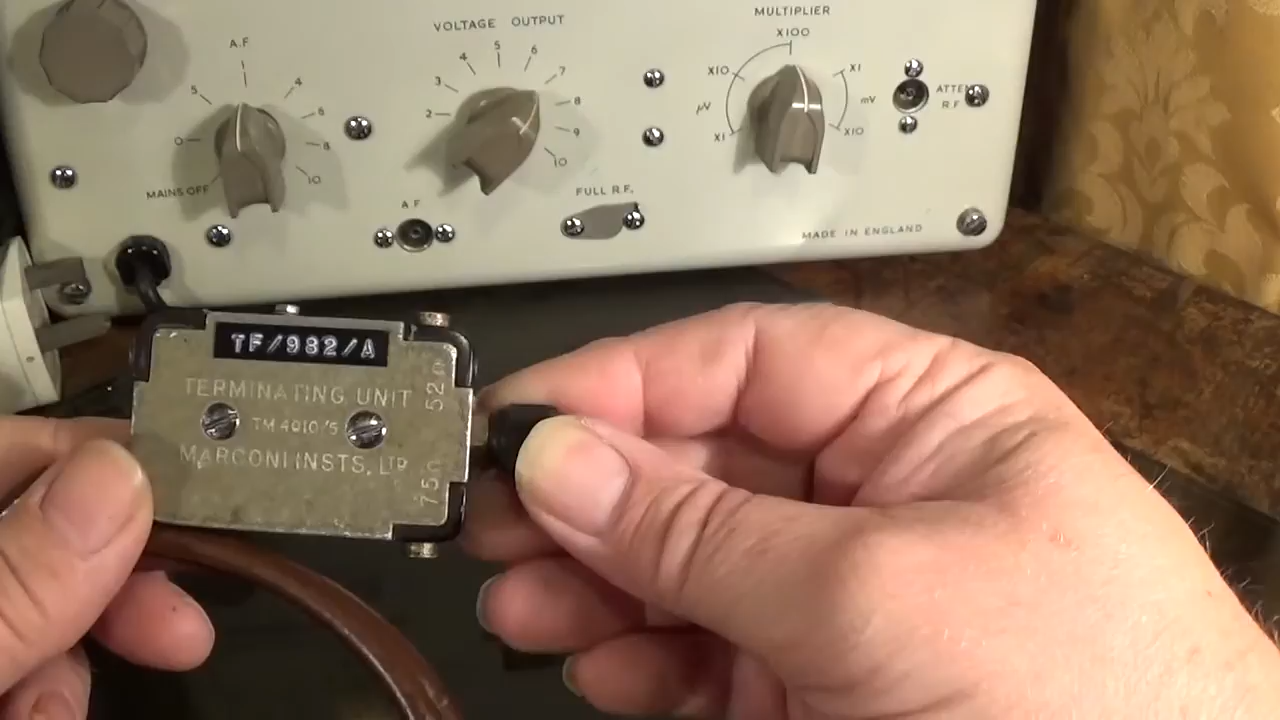 A.F
5
4
6
0
8
MAINS OFF
10
VOLTAGE OUTPUT
5
4
6
3
7
2
8
9
10
A F
FULL R.F.
MULTIPLIER
X100
X10
X1
µV
mV
X1
X10
R.F.
MADE IN ENGLAND
TF/982/A
TERMINATING UNIT
TM 4010/5
MARCONI INSTS, LTD
52Ω
75Ω